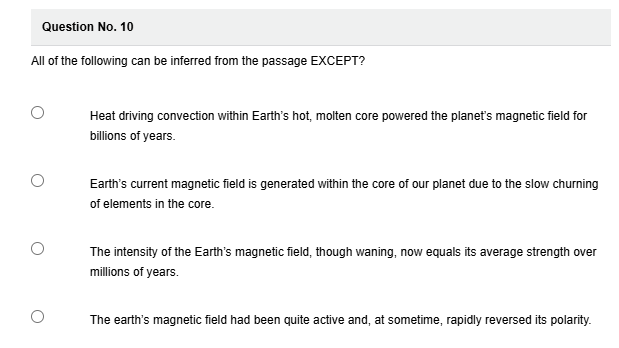 Question No. 10
All of the following can be inferred from the passage EXCEPT?
Heat driving convection within Earth's hot, molten core powered the planet's magnetic field for
billions of years.
Earth's current magnetic field is generated within the core of our planet due to the slow churning
of elements in the core.
The intensity of the Earth's magnetic field, though waning, now equals its average strength over
millions of years.
The earth's magnetic field had been quite active and, at sometime, rapidly reversed its polarity.